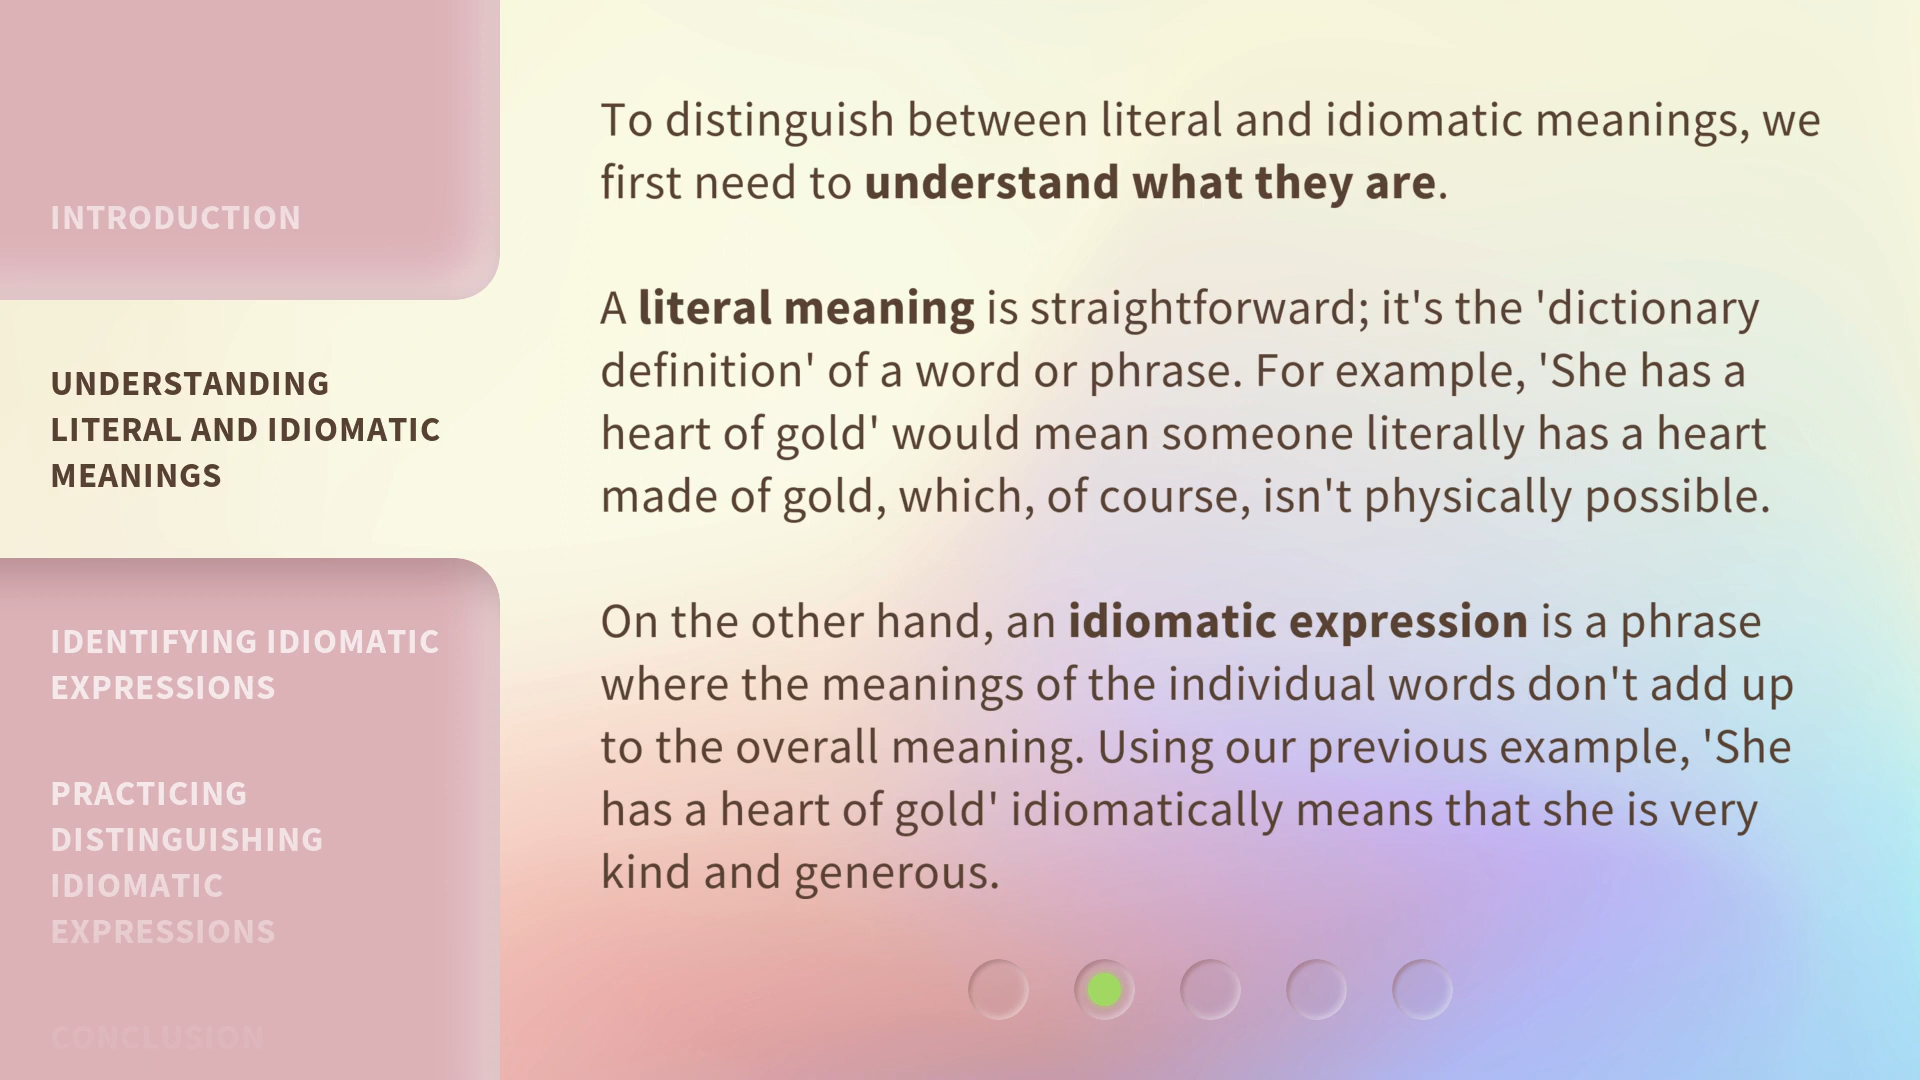 INTRODUCTION
UNDERSTANDING
LITERAL AND IDIOMATIC
MEANINGS
IDENTIFYING IDIOMATIC
EXPRESSIONS
PRACTICING
DISTINGUISHING
IDIOMATIC
EXPRESSIONS
CONCLUSION
To distinguish between literal and idiomatic meanings, we
first need to understand what they are.
A literal meaning is straightforward; it's the 'dictionary
definition' of a word or phrase. For example, 'She has a
heart of gold' would mean someone literally has a heart
made of gold, which, of course, isn't physically possible.
On the other hand, an idiomatic expression is a phrase
where the meanings of the individual words don't add up
to the overall meaning. Using our previous example, 'She
has a heart of gold' idiomatically means that she is very
kind and generous.